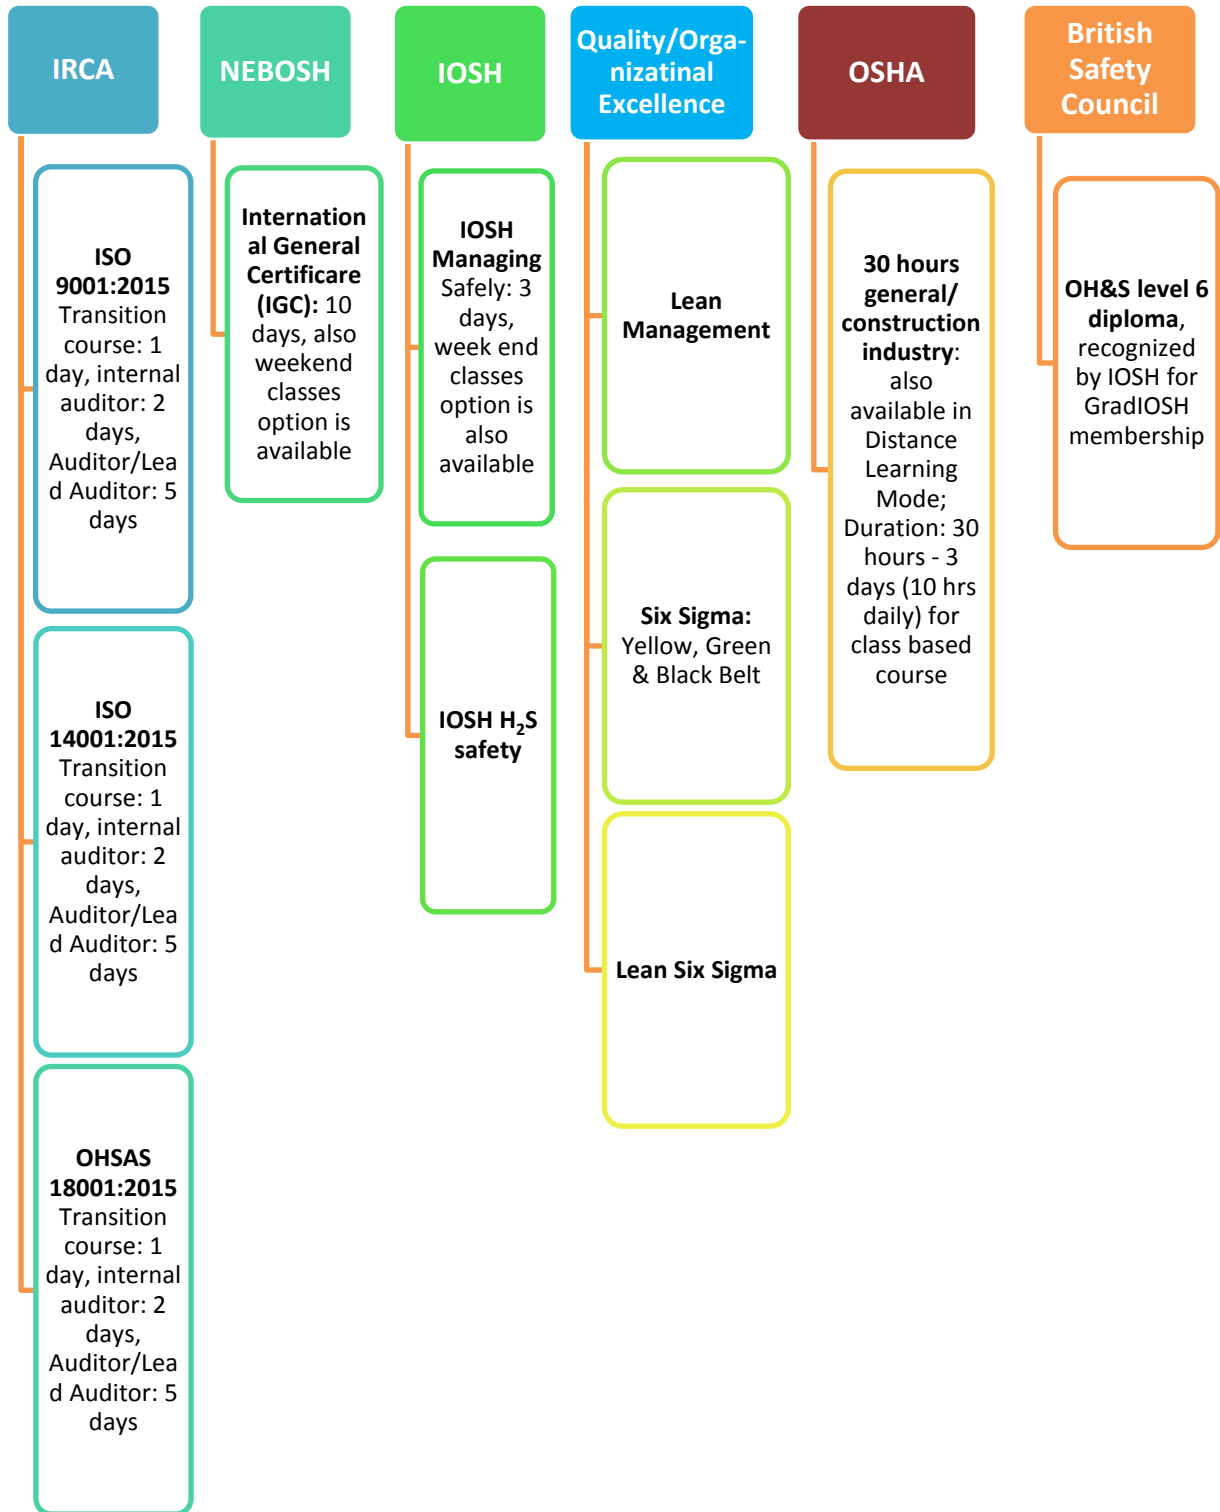 IRCA
ISO
9001:2015
Transition
course: 1
day, internal
auditor: 2
days,
Auditor/Lea
d Auditor: 5
days
ISO
14001:2015
Transition
course: 1
day, internal
auditor: 2
days,
Auditor/Lea
d Auditor: 5
days
OHSAS
18001:2015
Transition
course: 1
day, internal
auditor: 2
days,
Auditor/Lea
d Auditor: 5
days
NEBOSH
Internation
al General
Certificare
(IGC): 10
days, also
weekend
classes
option is
available
IOSH
IOSH
Managing
Safely: 3
days,
week end
classes
option is
also
available
IOSH H₂S
safety
Quality/Orga-
nizatinal
Excellence
Lean
Management
Six Sigma:
Yellow, Green
& Black Belt
Lean Six Sigma
OSHA
30 hours
general/
construction
industry:
also
available in
Distance
Learning
Mode;
Duration: 30
hours - 3
days (10 hrs
daily) for
class based
course
British
Safety
Council
OH&S level 6
diploma,
recognized
by IOSH for
GradIOSH
membership